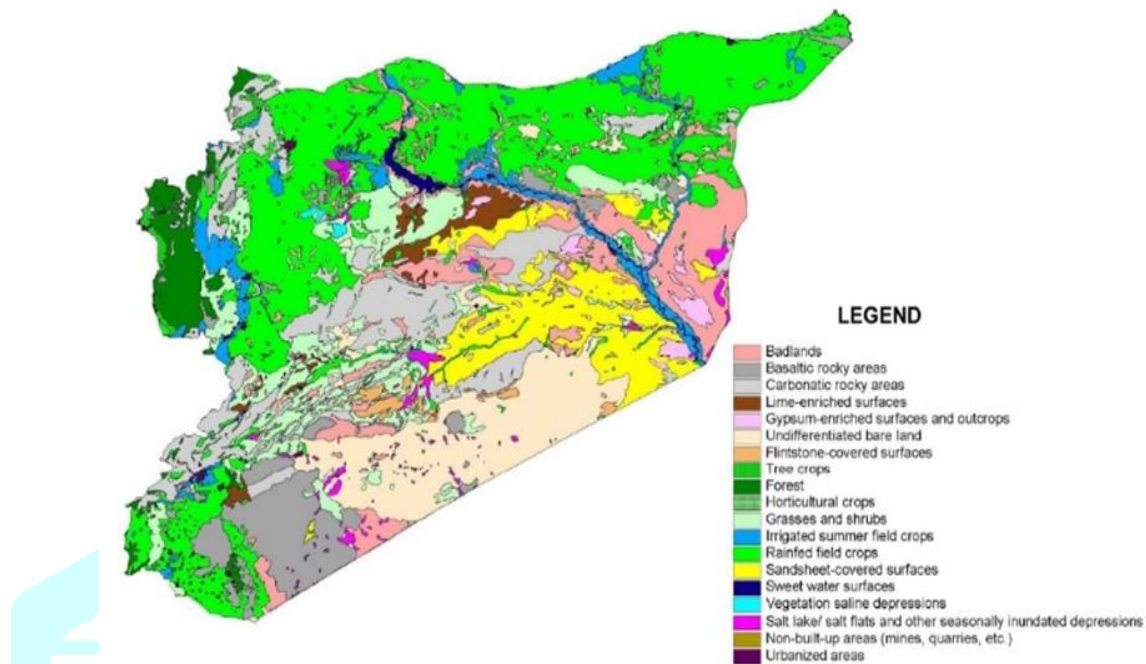 LEGEND
Badlands
Basaltic rocky areas
Carbonatic rocky areas
Lime-enriched surfaces
Gypsum-enriched surfaces and outcrops
Undifferentiated bare land
Flintstone-covered surfaces
Tree crops
Forest
Horticultural crops
Grasses and shrubs
Irrigated summer field crops
Rainfed field crops
Sandsheet-covered surfaces
Sweet water surfaces
Vegetation saline depressions
Salt lake/ salt flats and other seasonally inundated depressions
Non-built-up areas (mines, quarries, etc.)
Urbanized areas